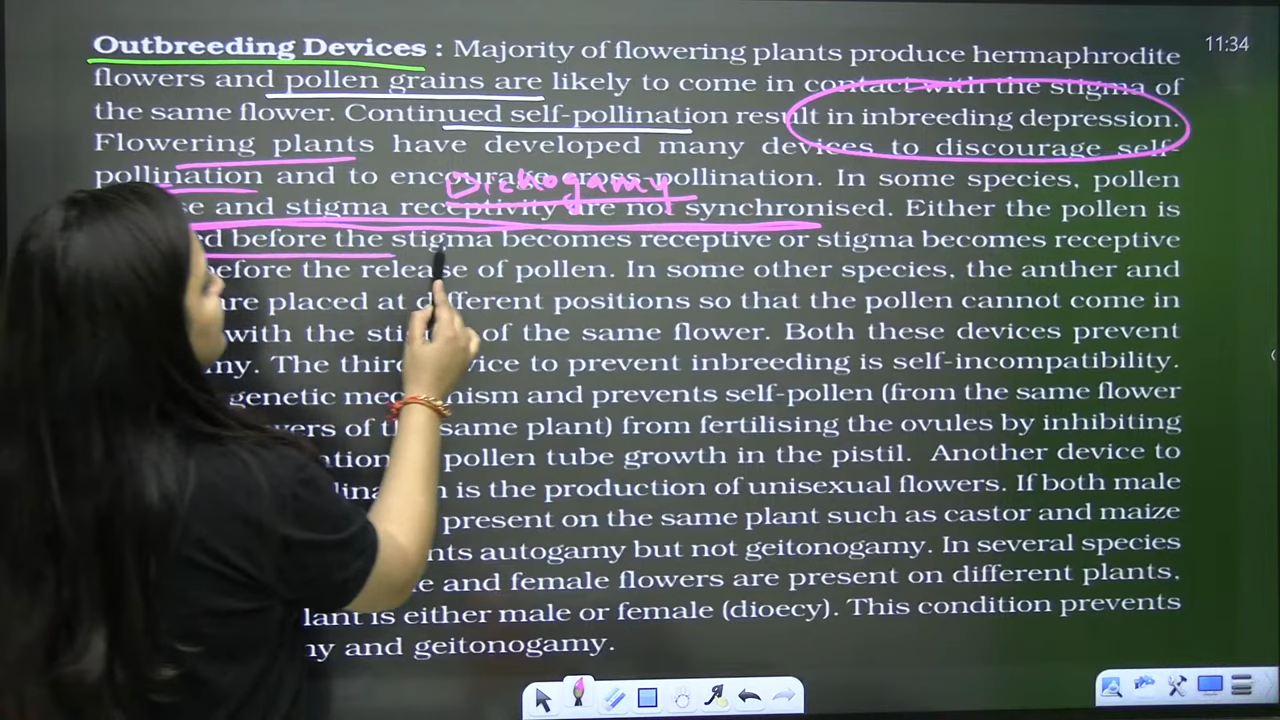 Outbreeding Devices : Majority of flowering plants produce hermaphrodite
11:34
flowers and pollen grains are likely to come in contact with the stigma of
the same flower. Continued self-pollination result in inbreeding depression.
Flowering plants have developed many devices to discourage self-
pollination and to encourage cross-pollination. In some species, pollen
Dichogamy
se and stigma receptivity are not synchronised. Either the pollen is
ed before the stigma becomes receptive or stigma becomes receptive
before the release of pollen. In some other species, the anther and
are placed at different positions so that the pollen cannot come in
with the of the same flower. Both these devices prevent
ny. The third to prevent inbreeding is self-incompatibility.
genetic and prevents self-pollen (from the same flower
of same plant) from fertilising the ovules by inhibiting
pollen tube growth in the pistil. Another device to
is the production of unisexual flowers. If both male
present on the same plant such as castor and maize
nts autogamy but not geitonogamy. In several species
and female flowers are present on different plants,
lant is either male or female (dioecy). This condition prevents
ny and geitonogamy.